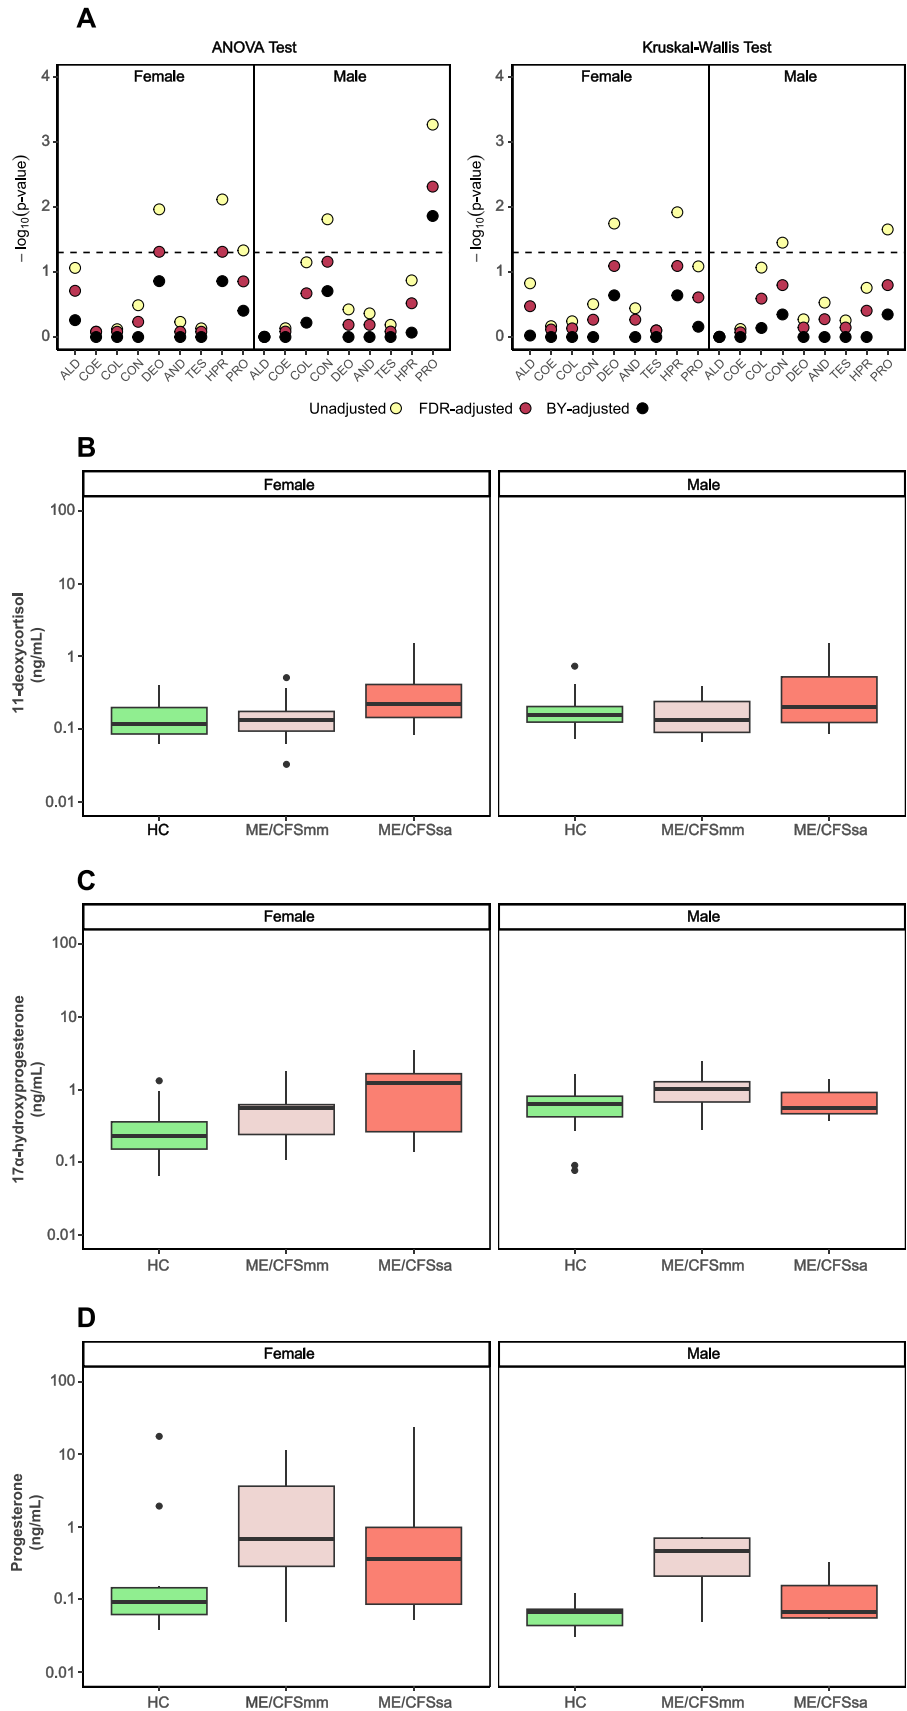 A
ANOVA Test
Kruskal-Wallis Test
Female
Male
Female
Male
− log10(p-value)
4
3
2
1
0
ALD
COE
COL
CON
DEO
AND
TES
HPR
PRO
ALD
COE
COL
CON
DEO
AND
TES
HPR
PRO
− log10(p-value)
4
3
2
1
0
ALD
COE
COL
CON
DEO
AND
TES
HPR
PRO
ALD
COE
COL
CON
DEO
AND
TES
HPR
PRO
Unadjusted FDR-adjusted BY-adjusted
B
Female
Male
11-deoxycortisol
(ng/mL)
100
10
1
0.1
0.01
HC
ME/CFSmm
ME/CFSsa
HC
ME/CFSmm
ME/CFSsa
C
Female
Male
17α-hydroxyprogesterone
(ng/mL)
100
10
1
0.1
0.01
HC
ME/CFSmm
ME/CFSsa
HC
ME/CFSmm
ME/CFSsa
D
Female
Male
Progesterone
(ng/mL)
100
10
1
0.1
0.01
HC
ME/CFSmm
ME/CFSsa
HC
ME/CFSmm
ME/CFSsa